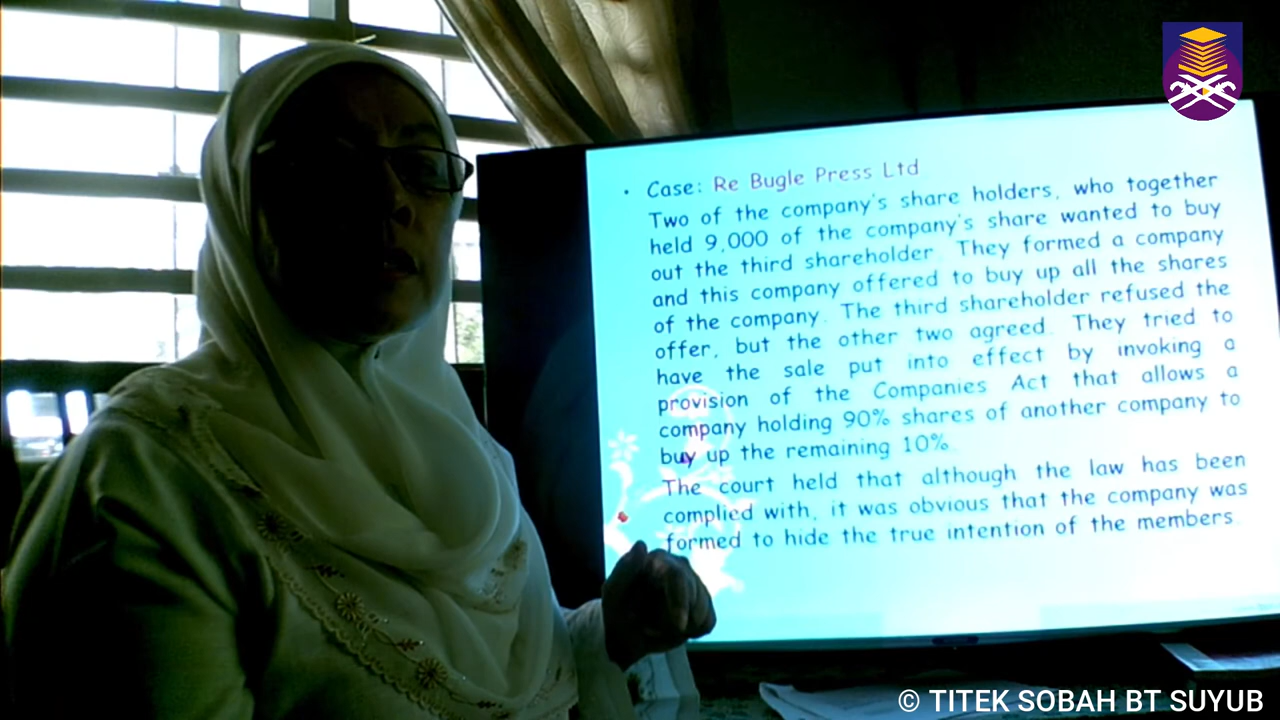 • Case: Re Bugle Press Ltd
Two of the company's share holders, who together
held 9,000 of the company's share wanted to buy
out the third shareholder. They formed a company
and this company offered to buy up all the shares
of the company. The third shareholder refused the
offer, but the other two agreed. They tried to
have the sale put into effect by invoking a
provision of the Companies Act that allows a
company holding 90% shares of another company to
buy up the remaining 10%.
The court held that although the law has been
complied with, it was obvious that the company was
formed to hide the true intention of the members.
© TITEK SOBAH BT SUYUB